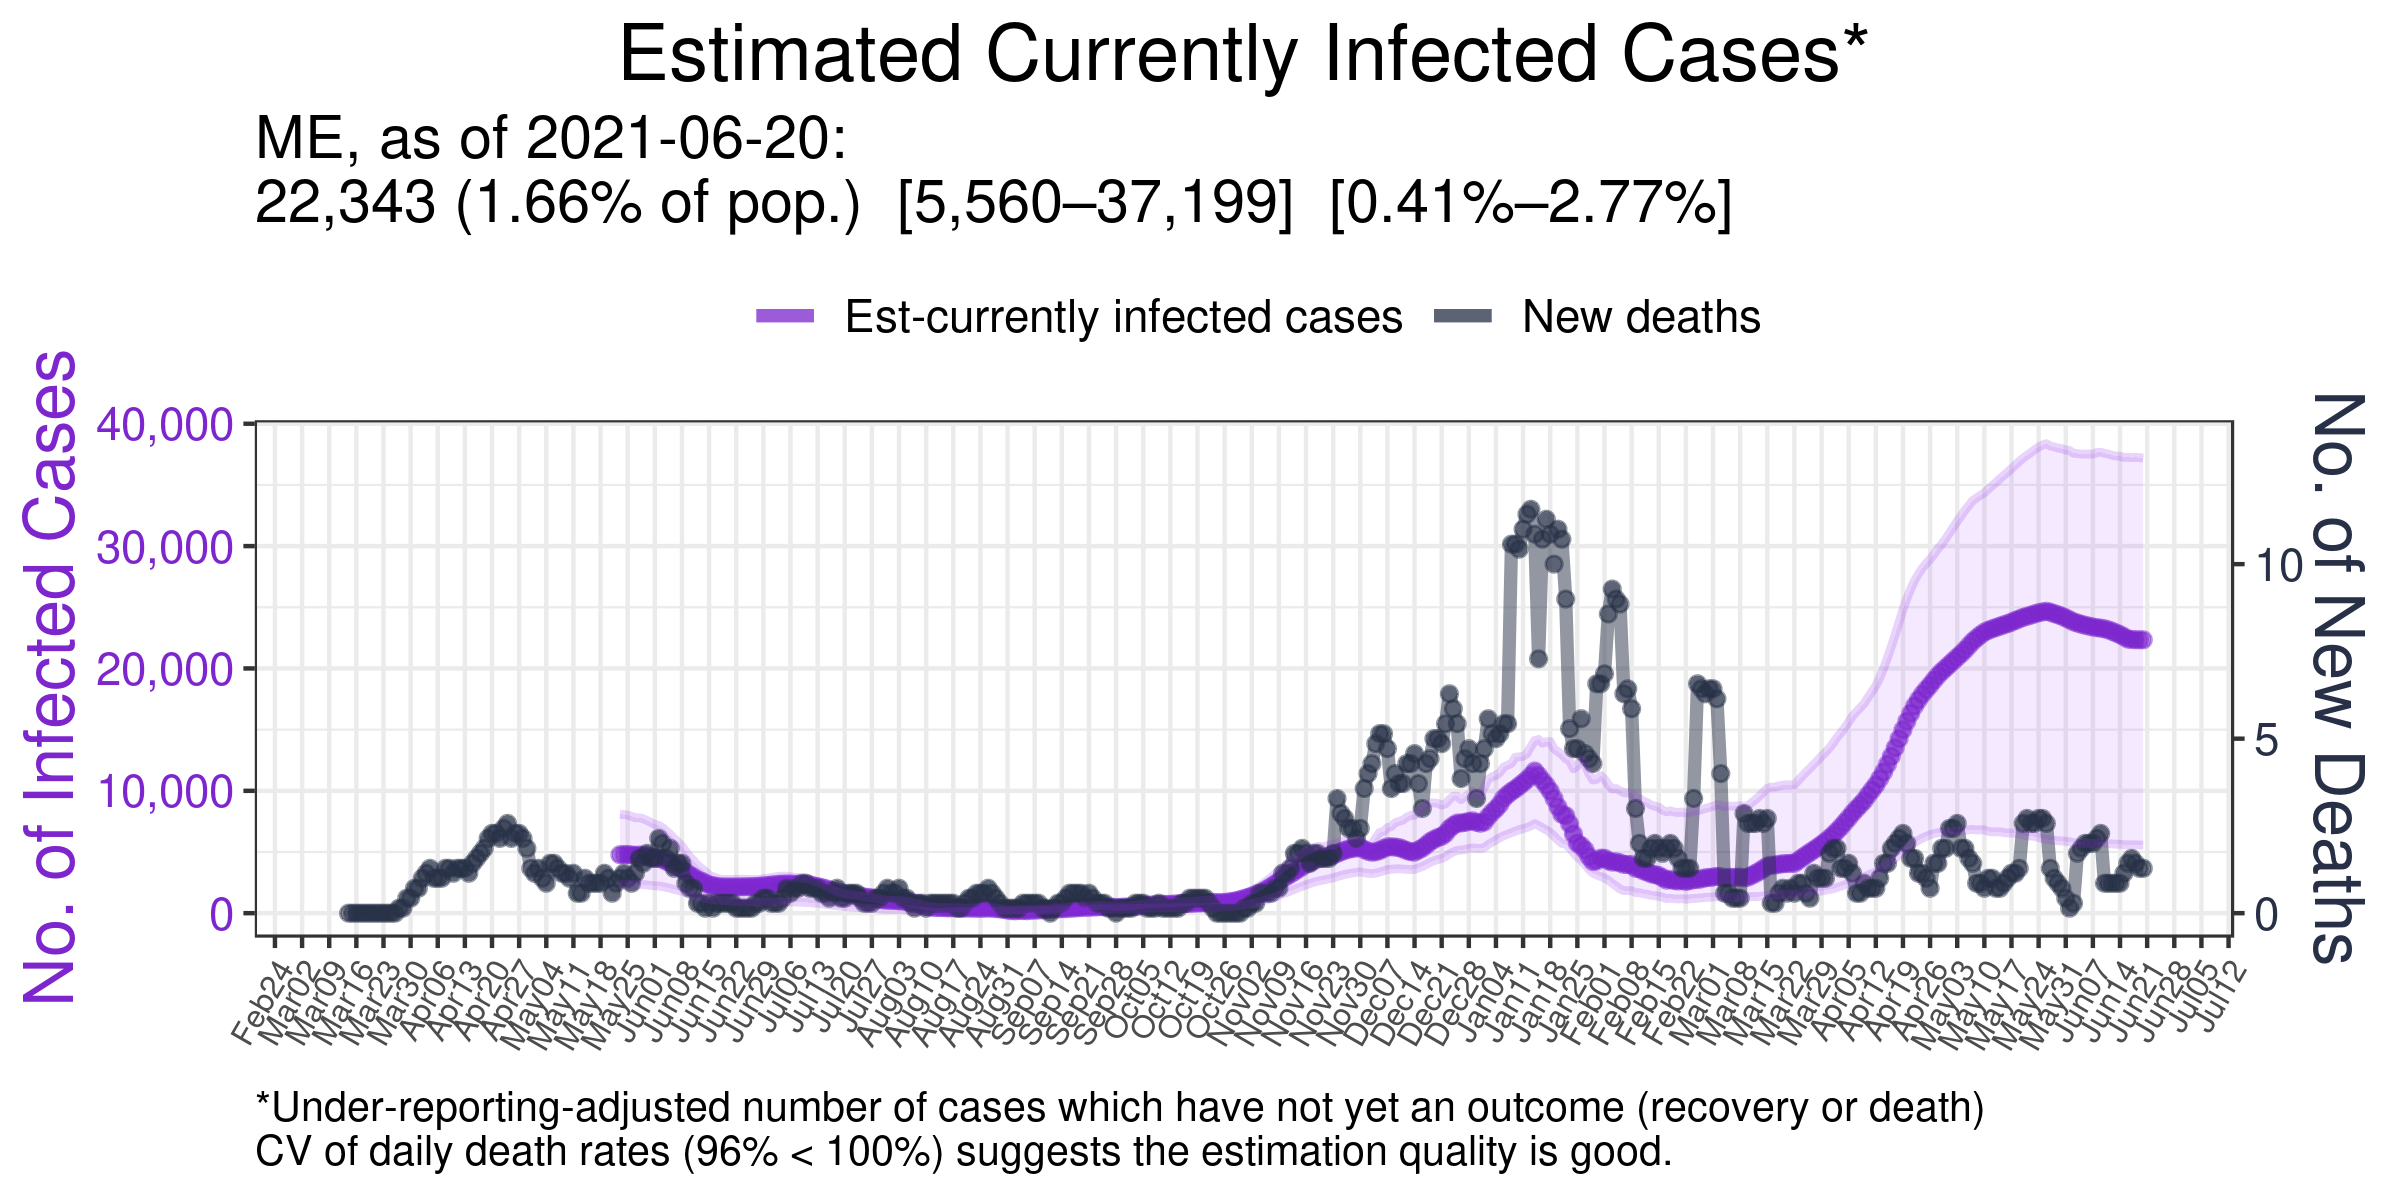 Estimated Currently Infected Cases*
ME, as of 2021-06-20:
22,343 (1.66% of pop.) [5,560–37,199] [0.41%–2.77%]
Est-currently infected cases
New deaths
No. of Infected Cases
40,000
30,000
20,000
10,000
0
10
5
0
No. of New Deaths
Feb24
Mar02
Mar09
Mar16
Mar23
Mar30
Apr06
Apr13
Apr20
Apr27
May04
May11
May18
May25
Jun01
Jun08
Jun15
Jun22
Jun29
Jul06
Jul13
Jul20
Jul27
Aug03
Aug10
Aug17
Aug24
Aug31
Sep07
Sep14
Sep21
Sep28
Oct05
Oct12
Oct19
Oct26
Nov02
Nov09
Nov16
Nov23
Nov30
Dec07
Dec14
Dec21
Dec28
Jan04
Jan11
Jan18
Jan25
Feb01
Feb08
Feb15
Feb22
Mar01
Mar08
Mar15
Mar22
Mar29
Apr05
Apr12
Apr19
Apr26
May03
May10
May17
May24
May31
Jun07
Jun14
Jun21
Jun28
Jul05
Jul12
*Under-reporting-adjusted number of cases which have not yet an outcome (recovery or death)
CV of daily death rates (96% < 100%) suggests the estimation quality is good.